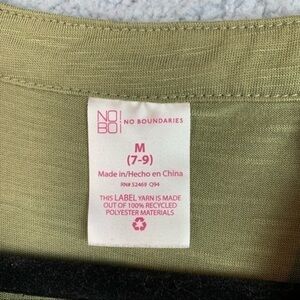 NO!
BO! NO BOUNDARIES
M
(7-9)
Made in/Hecho en China
RN# 52469 Q94
THIS LABEL YARN IS MADE
OUT OF 100% RECYCLED
POLYESTER MATERIALS